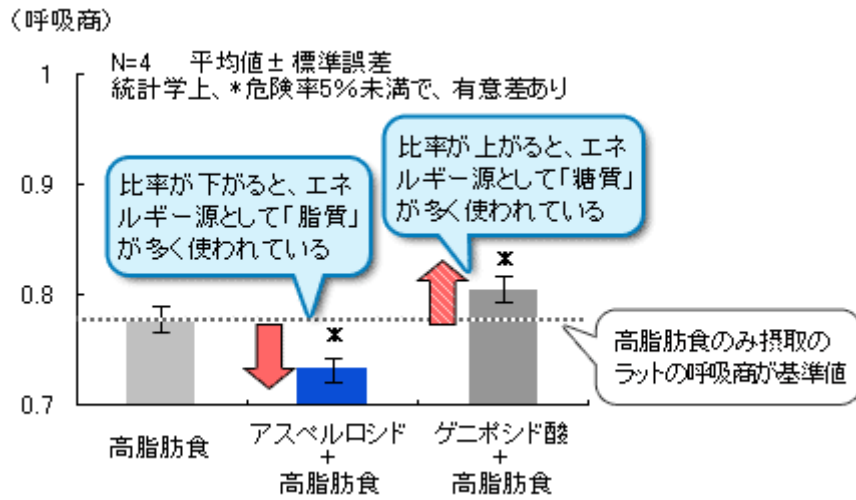 （呼吸商）
N=4　平均値±標準誤差
統計学上、*危険率5%未満で、有意差あり
1
0.9
0.8
0.7
比率が下がると、エネ
ルギー源として「脂質」
が多く使われている
比率が上がると、エネ
ルギー源として「糖質」
が多く使われている
*
*
高脂肪食のみ摂取の
ラットの呼吸商が基準値
高脂肪食
アスペルロシド
+
高脂肪食
ゲニポシド酸
+
高脂肪食